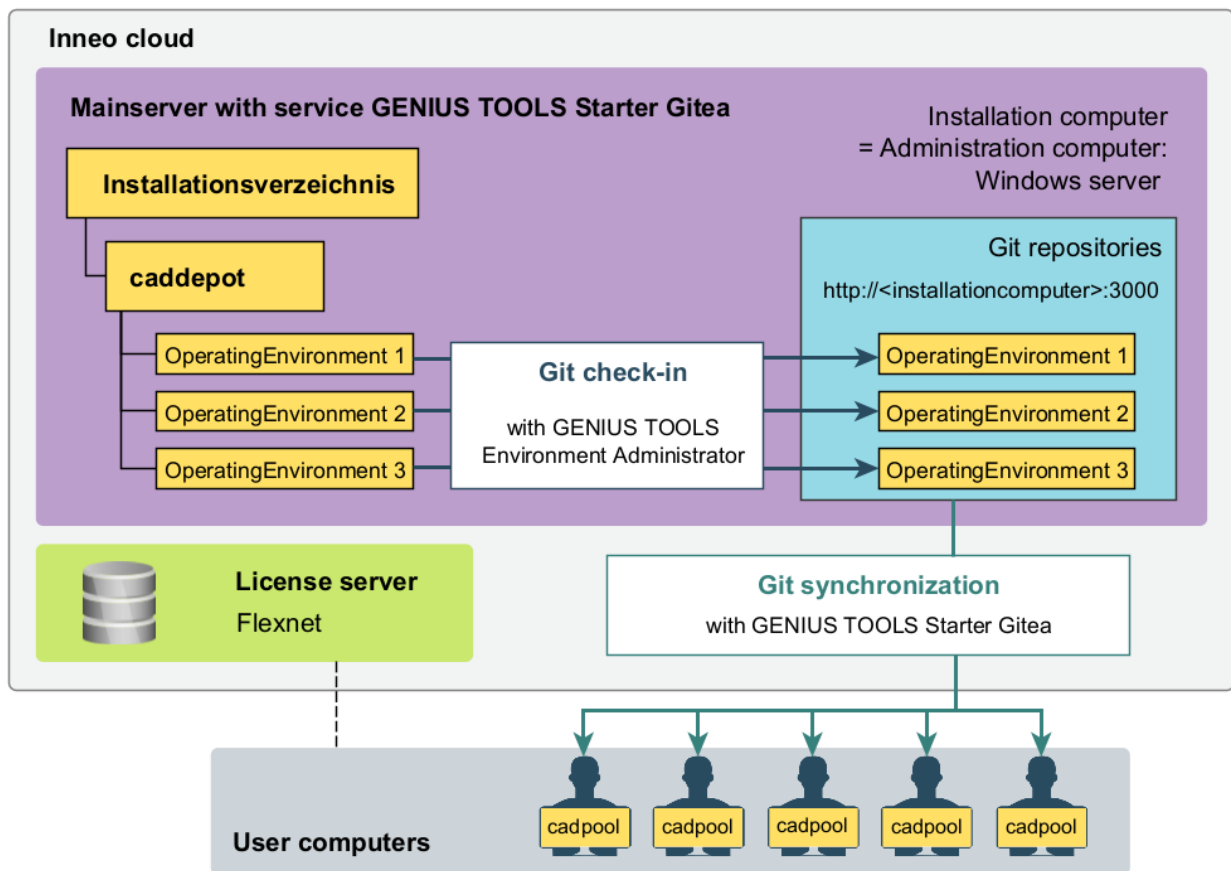 Inneo cloud
Mainserver with service GENIUS TOOLS Starter Gitea
Installation computer
= Administration computer:
Windows server
Installationsverzeichnis
caddepot
OperatingEnvironment 1
OperatingEnvironment 2
OperatingEnvironment 3
Git check-in
with GENIUS TOOLS
Environment Administrator
Git repositories
http://<installationcomputer>:3000
OperatingEnvironment 1
OperatingEnvironment 2
OperatingEnvironment 3
License server
Flexnet
Git synchronization
with GENIUS TOOLS Starter Gitea
User computers
cadpool
cadpool
cadpool
cadpool
cadpool